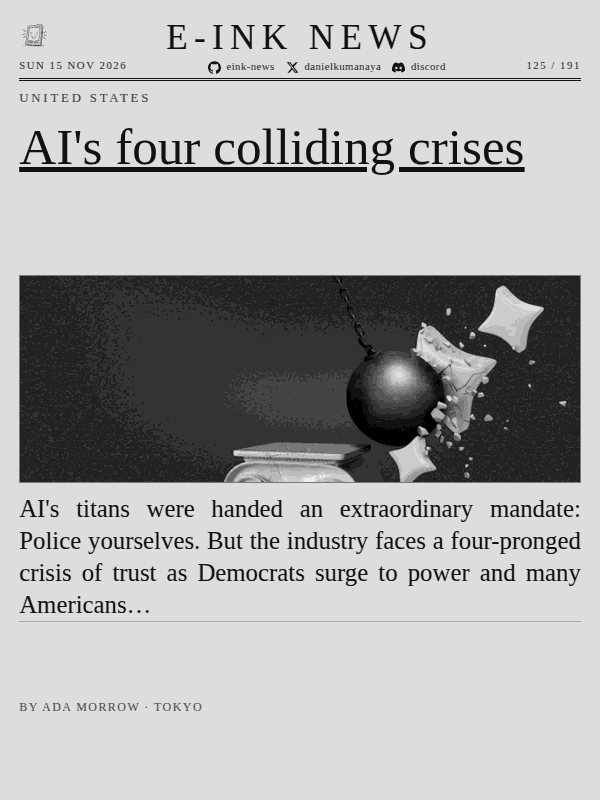 E-INK NEWS
SUN 15 NOV 2026
eink-news
danielkumanaya
discord
125 / 191
UNITED STATES
AI's four colliding crises
AI's titans were handed an extraordinary mandate:
Police yourselves. But the industry faces a four-pronged
crisis of trust as Democrats surge to power and many
Americans…
BY ADA MORROW · TOKYO